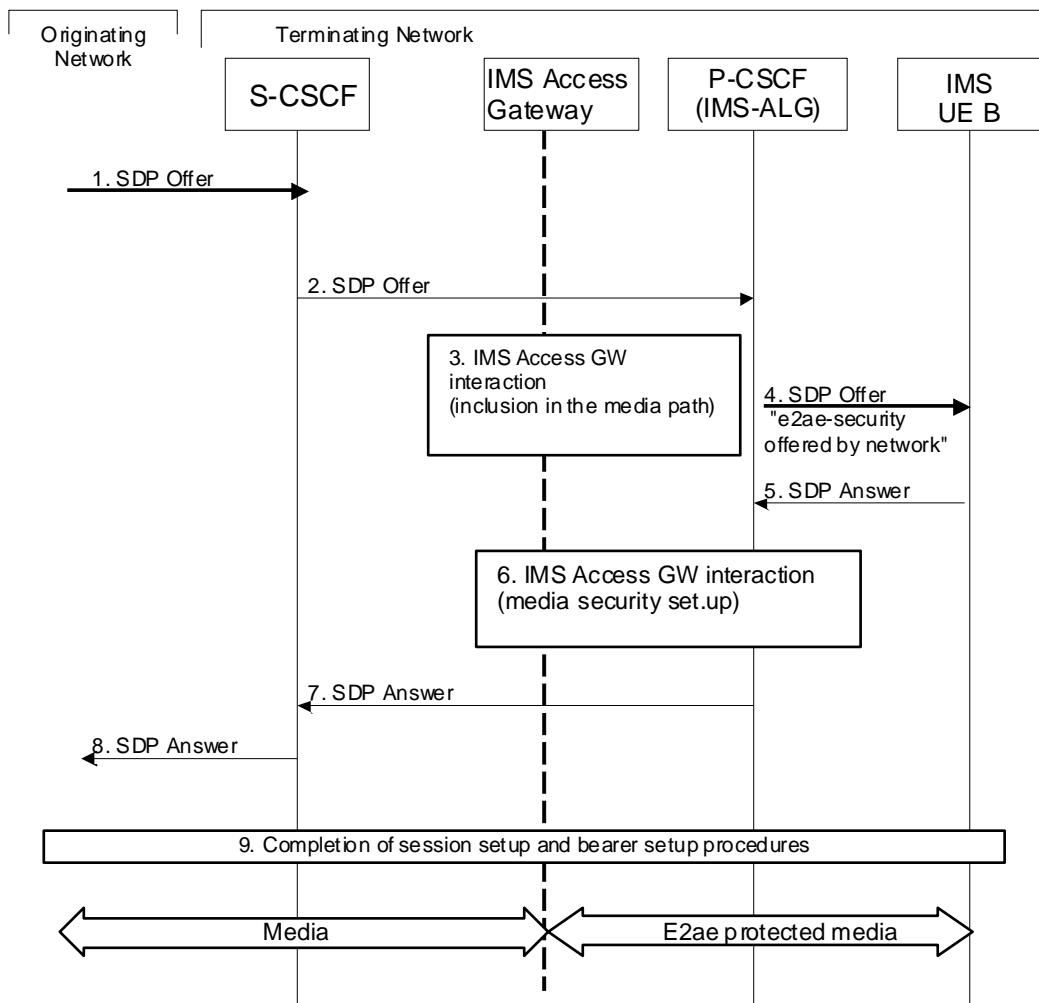 Originating
Network
Terminating Network
S-CSCF
IMS Access
Gateway
P-CSCF
(IMS-ALG)
IMS
UE B
1. SDP Offer
2. SDP Offer
3. IMS Access GW
interaction
(inclusion in the media path)
4. SDP Offer
"e2ae-security
offered by network"
5. SDP Answer
6. IMS Access GW interaction
(media security set.up)
7. SDP Answer
8. SDP Answer
9. Completion of session setup and bearer setup procedures
Media
E2ae protected media